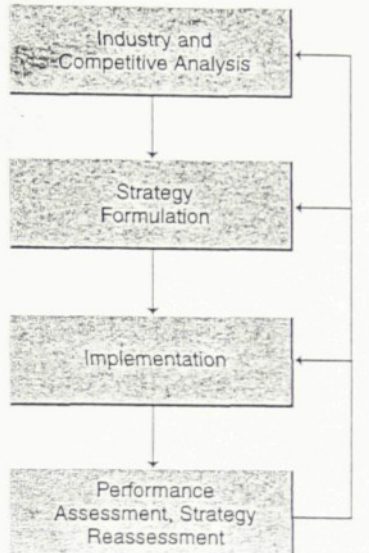 Industry and
Competitive Analysis
Strategy
Formulation
Implementation
Performance
Assessment, Strategy
Reassessment